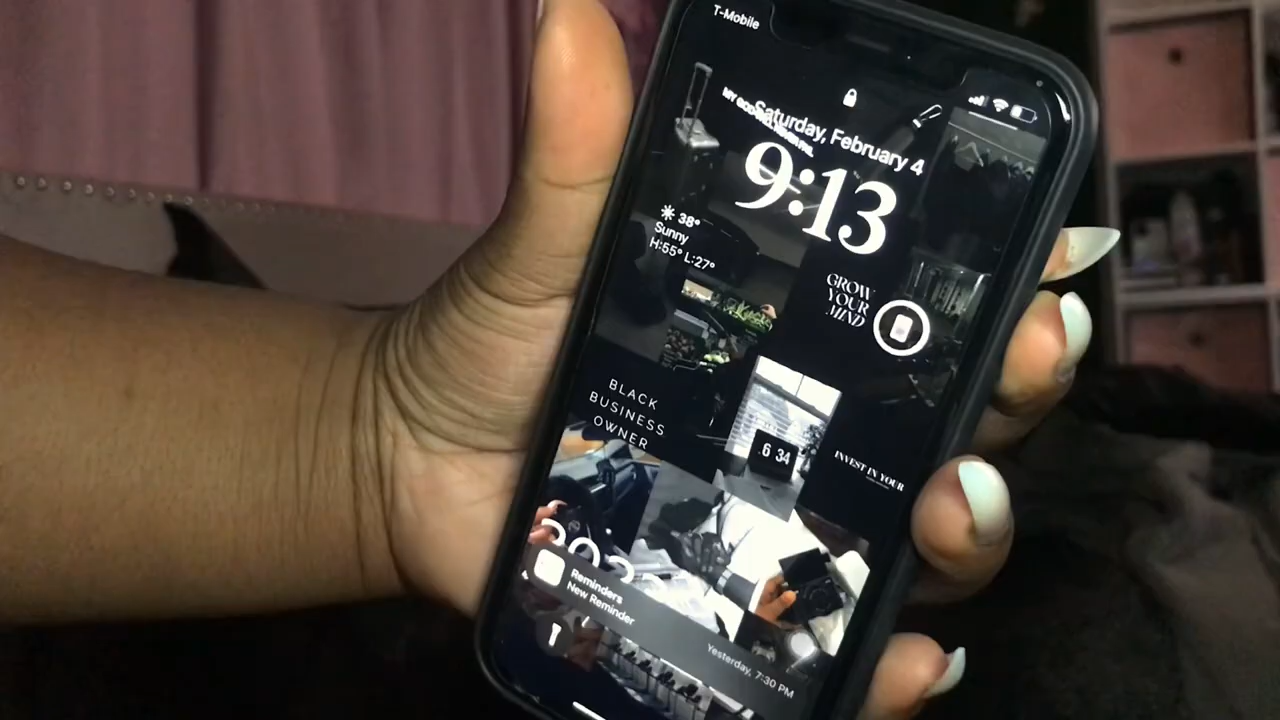 T-Mobile
Saturday, February 4
9:13
38°
Sunny
H:55° L:27°
GROW
YOUR
MIND
BLACK
BUSINESS
OWNER
6 34
INVEST IN YOUR
Reminders
New Reminder
Yesterday, 7:30 PM